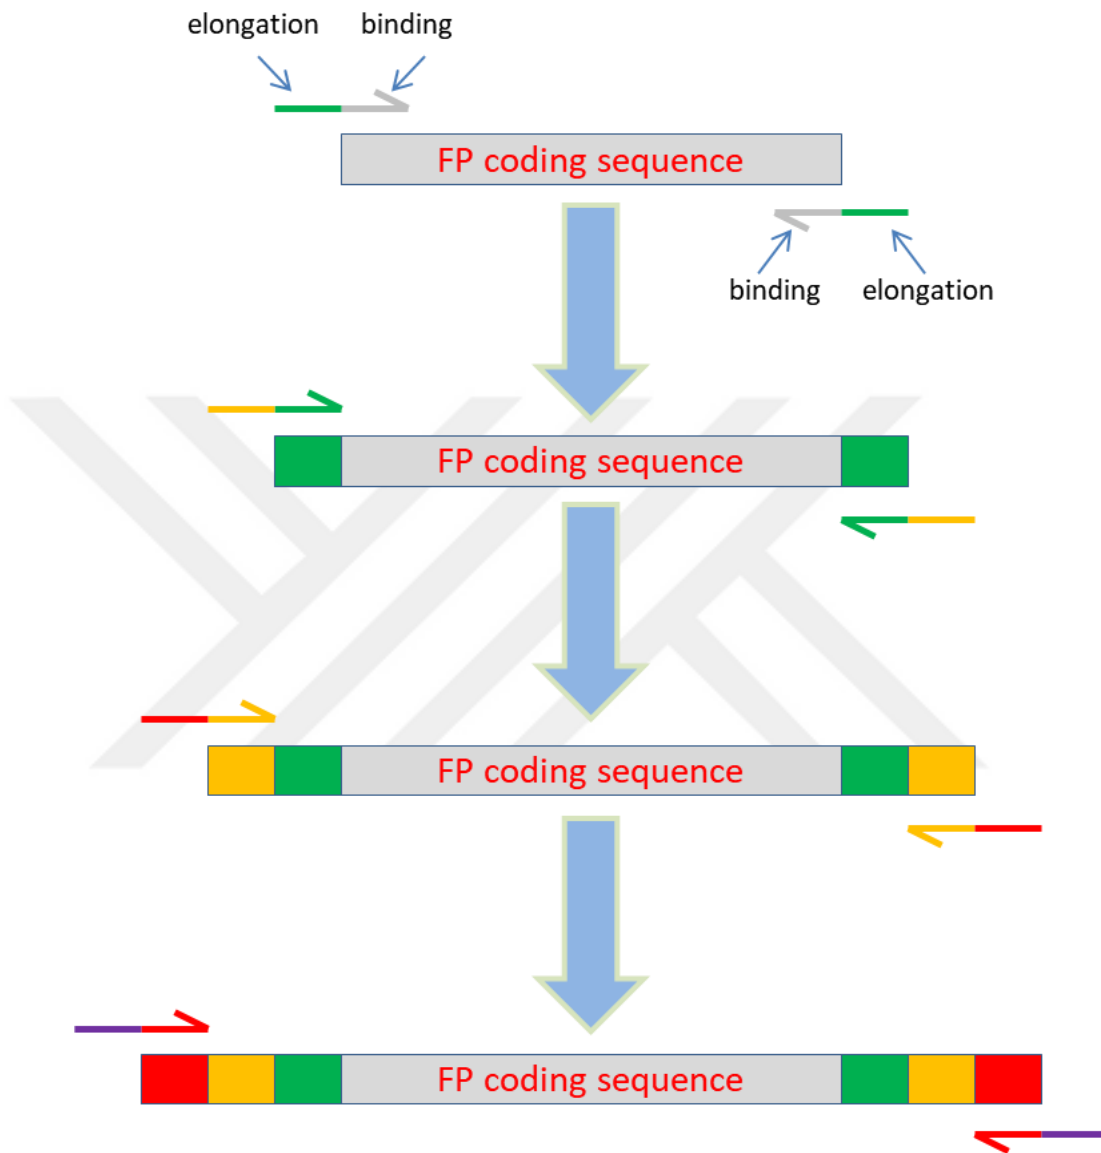 elongation binding
FP coding sequence
binding elongation
FP coding sequence
FP coding sequence
FP coding sequence